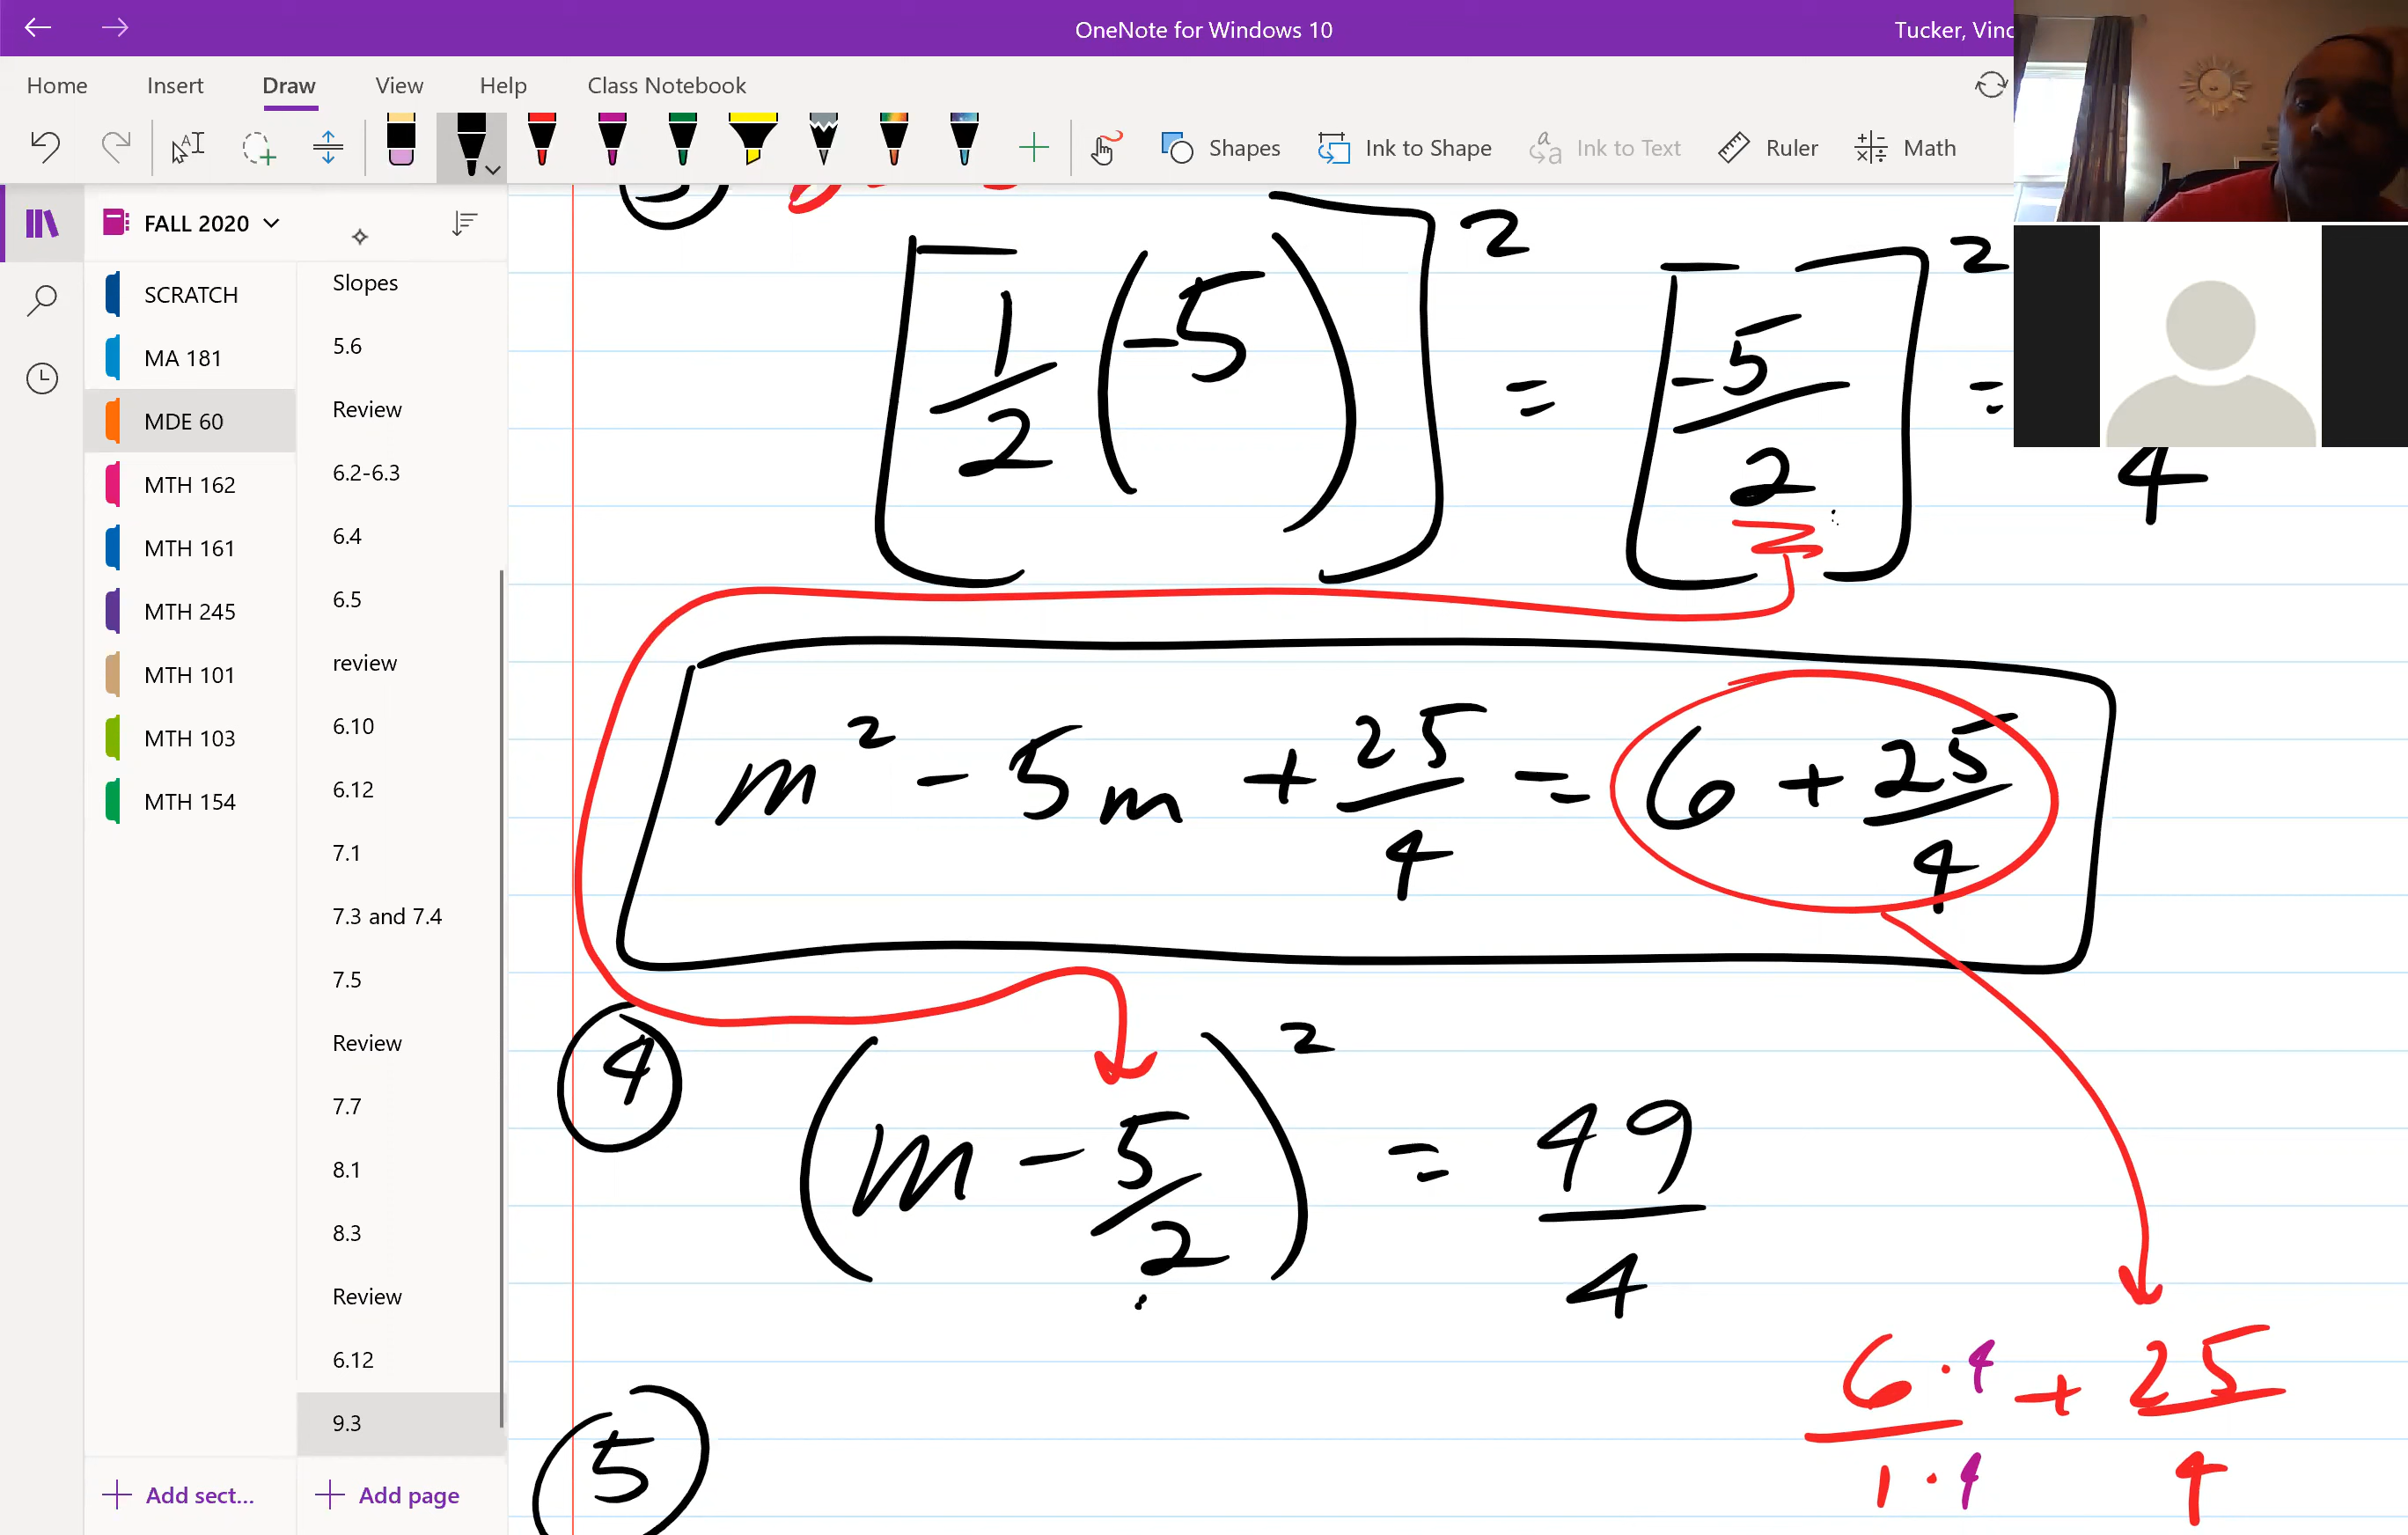 OneNote for Windows 10
Tucker, Vinc
Home Insert Draw View Help Class Notebook
Shapes Ink to Shape Ink to Text Ruler Math
FALL 2020
SCRATCH
MA 181
MDE 60
MTH 162
MTH 161
MTH 245
MTH 101
MTH 103
MTH 154
Add sect...
Slopes
5.6
Review
6.2-6.3
6.4
6.5
review
6.10
6.12
7.1
7.3 and 7.4
7.5
Review
7.7
8.1
8.3
Review
6.12
9.3
Add page
[1/2 (-5)]² = [-5/2]² = 4
m² - 5m + 25/4 = 6 + 25/4
④ (m - 5/2)² = 49/4
6·4/1·4 + 25/4
⑤